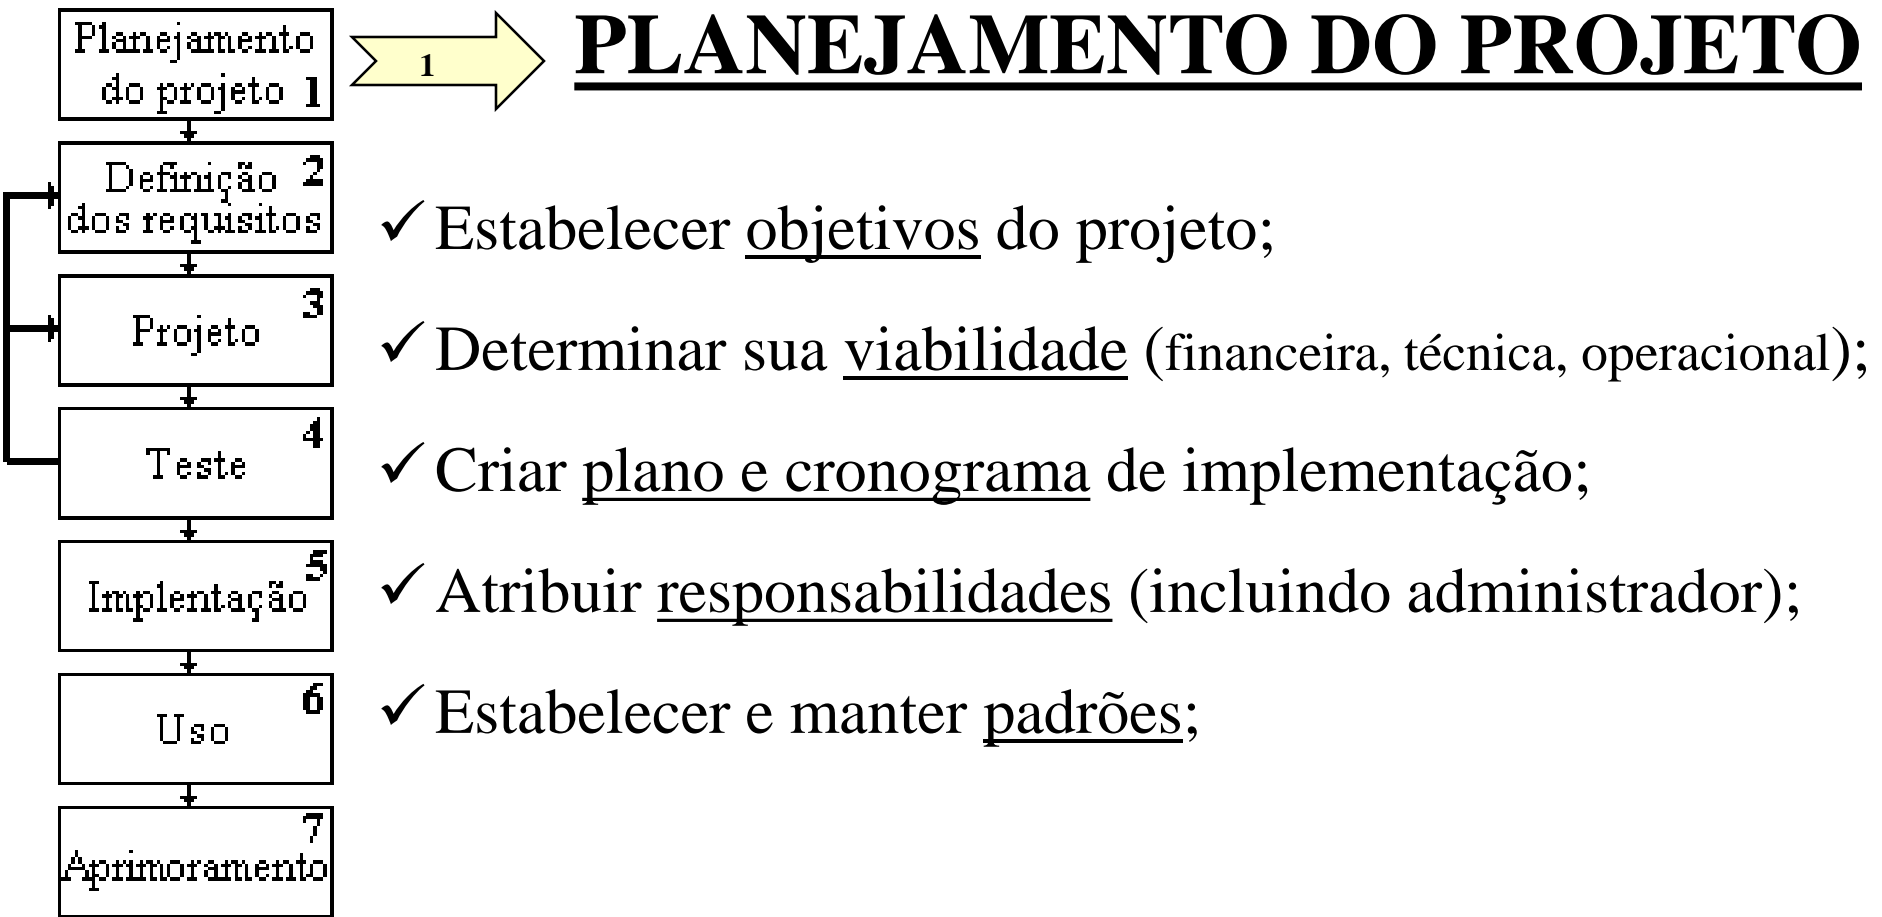 Planejamento
do projeto 1
1
PLANEJAMENTO DO PROJETO
Definição 2
dos requisitos
3
Projeto
4
Teste
5
Implentação
6
Uso
7
Aprimoramento
✓ Estabelecer objetivos do projeto;
✓ Determinar sua viabilidade (financeira, técnica, operacional);
✓ Criar plano e cronograma de implementação;
✓ Atribuir responsabilidades (incluindo administrador);
✓ Estabelecer e manter padrões;